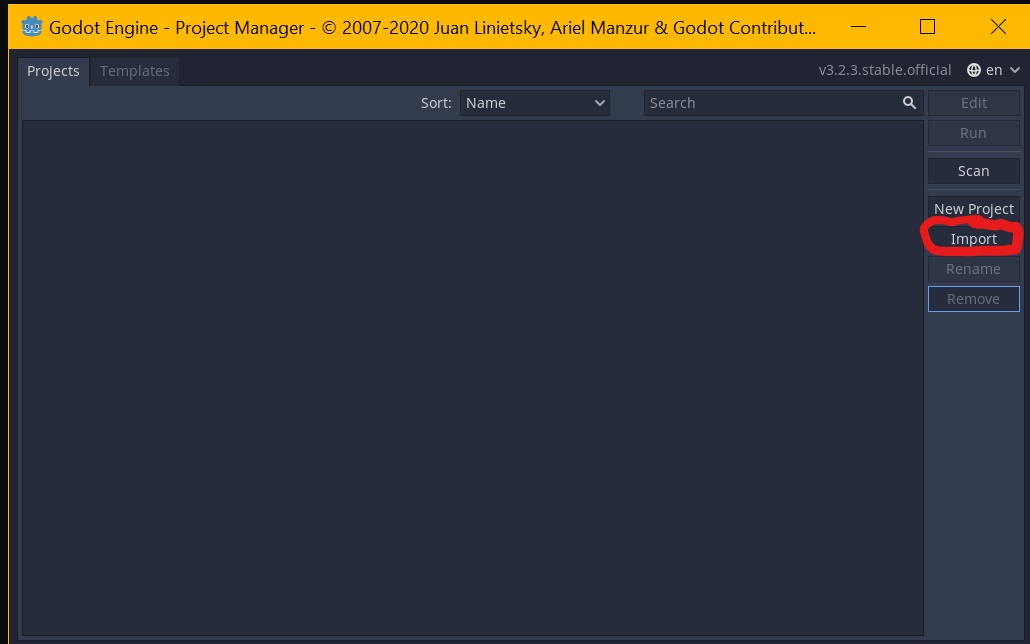 Godot Engine - Project Manager - © 2007-2020 Juan Linietsky, Ariel Manzur & Godot Contribut...
Projects Templates v3.2.3.stable.official en
Sort: Name Search Edit
Run
Scan
New Project
Import
Rename
Remove